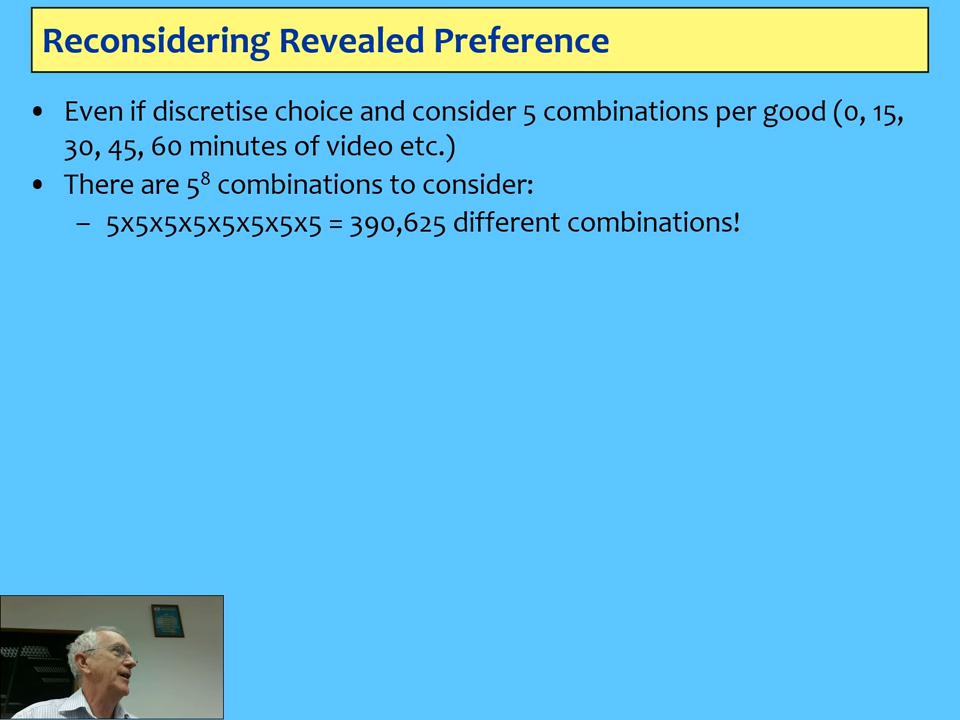 Reconsidering Revealed Preference
• Even if discretise choice and consider 5 combinations per good (0, 15,
30, 45, 60 minutes of video etc.)
• There are 5⁸ combinations to consider:
– 5x5x5x5x5x5x5x5 = 390,625 different combinations!